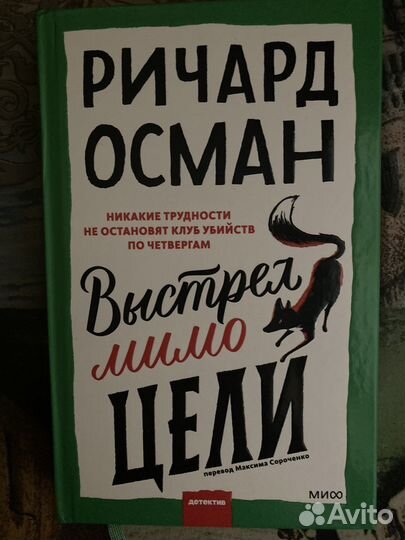 РИЧАРД
ОСМАН
НИКАКИЕ ТРУДНОСТИ
НЕ ОСТАНОВЯТ КЛУБ УБИЙСТВ
ПО ЧЕТВЕРГАМ
Выстрел
мимо
ЦЕЛИ
перевод Максима Сороченко
детектив
МИФ
Avito